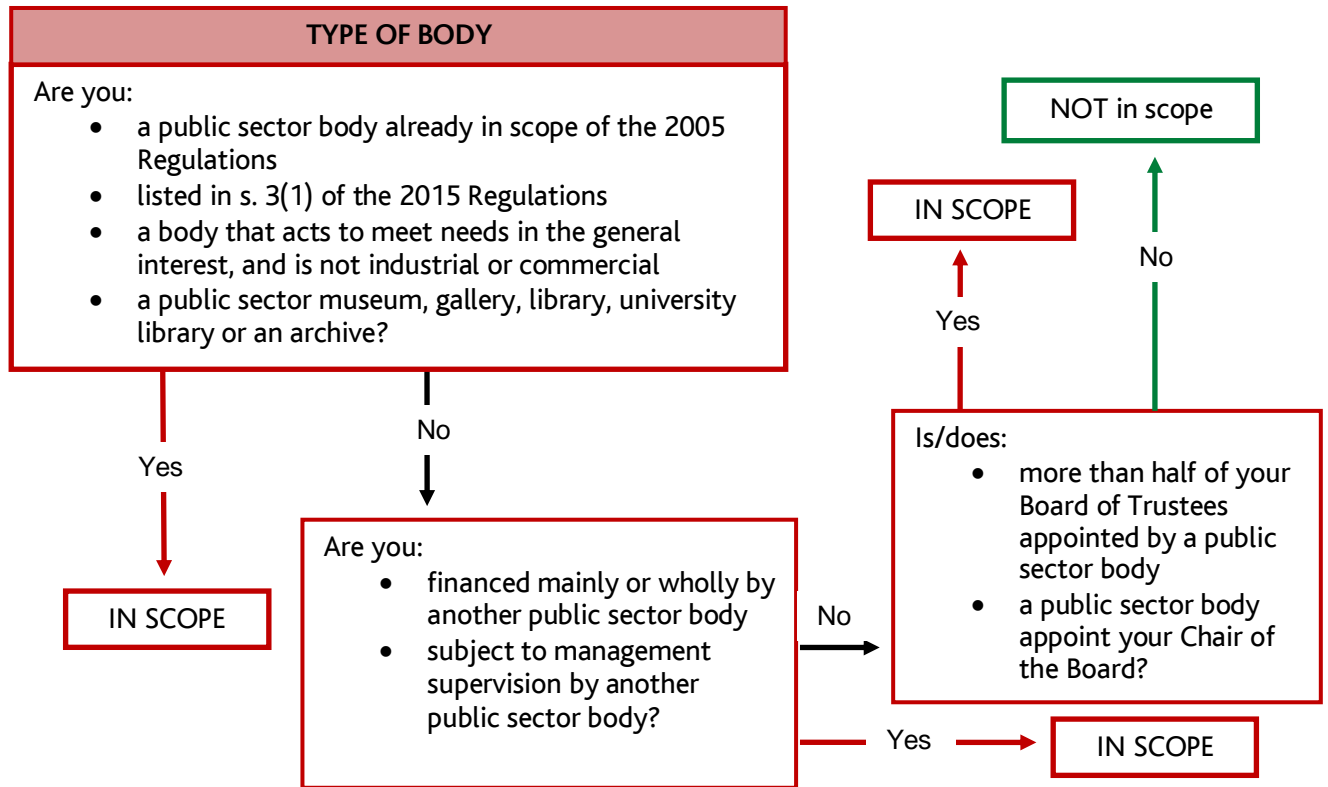 TYPE OF BODY
Are you:
• a public sector body already in scope of the 2005
Regulations
• listed in s. 3(1) of the 2015 Regulations
• a body that acts to meet needs in the general
interest, and is not industrial or commercial
• a public sector museum, gallery, library, university
library or an archive?
Yes
IN SCOPE
No
Are you:
• financed mainly or wholly by
another public sector body
• subject to management
supervision by another
public sector body?
Yes
IN SCOPE
No
Is/does:
• more than half of your
Board of Trustees
appointed by a public
sector body
• a public sector body
appoint your Chair of
the Board?
Yes
IN SCOPE
No
NOT in scope